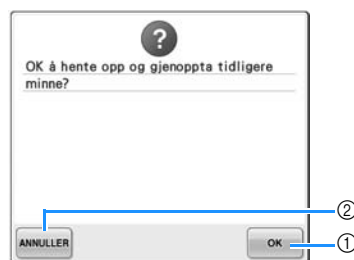 ?
OK å hente opp og gjenoppta tidligere
minne?
②
ANNULLER
OK
①